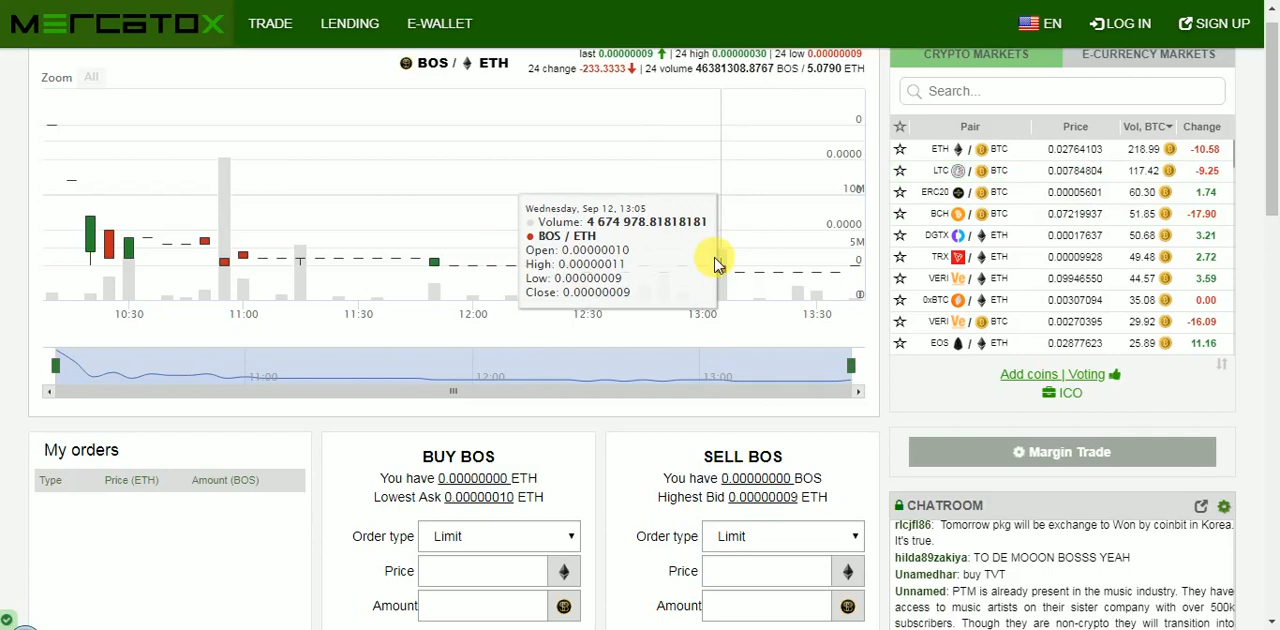 MERCATOX TRADE LENDING E-WALLET EN LOG IN SIGN UP
BOS / ETH
last 0.00000009 | 24 high 0.00000030 | 24 low 0.00000009
24 change -233.3333 | 24 volume 46381308.8767 BOS / 5.0790 ETH
Zoom All
0
0.0000
10M
0.0000
5M
0
0
Wednesday, Sep 12, 13:05
Volume: 4 674 978.81818181
BOS / ETH
Open: 0.00000010
High: 0.00000011
Low: 0.00000009
Close: 0.00000009
10:30 11:00 11:30 12:00 12:30 13:00 13:30
11:00 12:00 13:00
CRYPTO MARKETS E-CURRENCY MARKETS
Search...
Pair Price Vol, BTC Change
ETH / BTC 0.02764103 218.99 -10.58
LTC / BTC 0.00784804 117.42 -9.25
ERC20 / BTC 0.00005601 60.30 1.74
BCH / BTC 0.07219937 51.85 -17.90
DGTX / ETH 0.00017637 50.68 3.21
TRX / ETH 0.00009928 49.48 2.72
VERI / ETH 0.09946550 44.57 3.59
0xBTC / ETH 0.00307094 35.08 0.00
VERI / BTC 0.00270395 29.92 -16.09
EOS / ETH 0.02877623 25.89 11.16
Add coins | Voting
ICO
Margin Trade
My orders
Type Price (ETH) Amount (BOS)
BUY BOS
You have 0.00000000 ETH
Lowest Ask 0.00000010 ETH
Order type Limit
Price
Amount
SELL BOS
You have 0.00000000 BOS
Highest Bid 0.00000009 ETH
Order type Limit
Price
Amount
CHATROOM
rlcjfl86: Tomorrow pkg will be exchange to Won by coinbit in Korea.
It's true.
hilda89zakiya: TO DE MOOON BOSSS YEAH
Unamedhar: buy TVT
Unnamed: PTM is already present in the music industry. They have
access to music artists on their sister company with over 500k
subscribers. Though they are non-crypto they will transition into